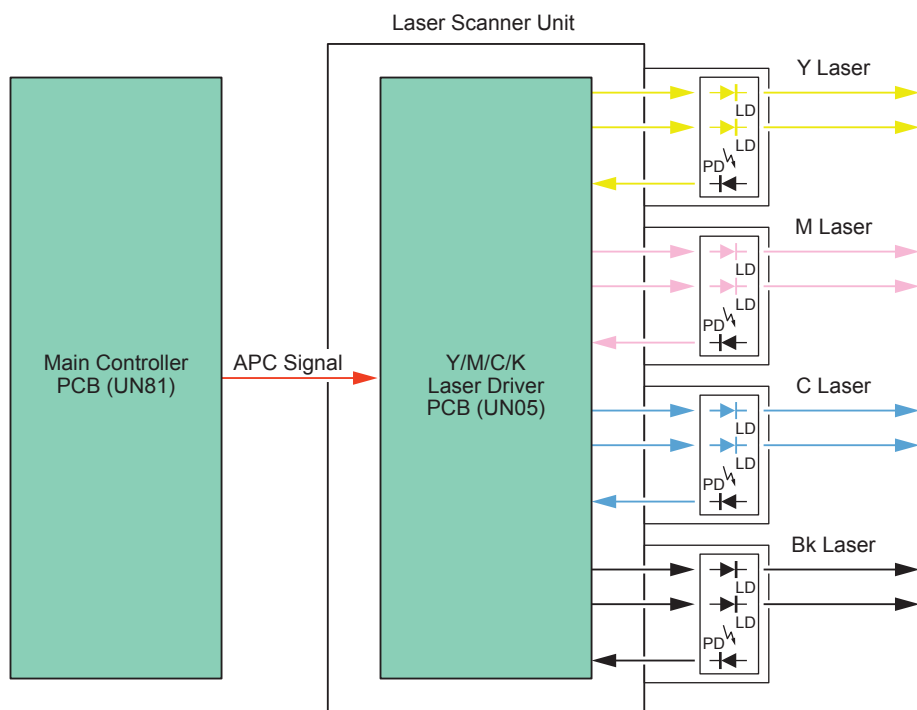 Laser Scanner Unit
Main Controller
PCB (UN81)
APC Signal
Y/M/C/K
Laser Driver
PCB (UN05)
Y Laser
LD
LD
PD
M Laser
LD
LD
PD
C Laser
LD
LD
PD
Bk Laser
LD
LD
PD